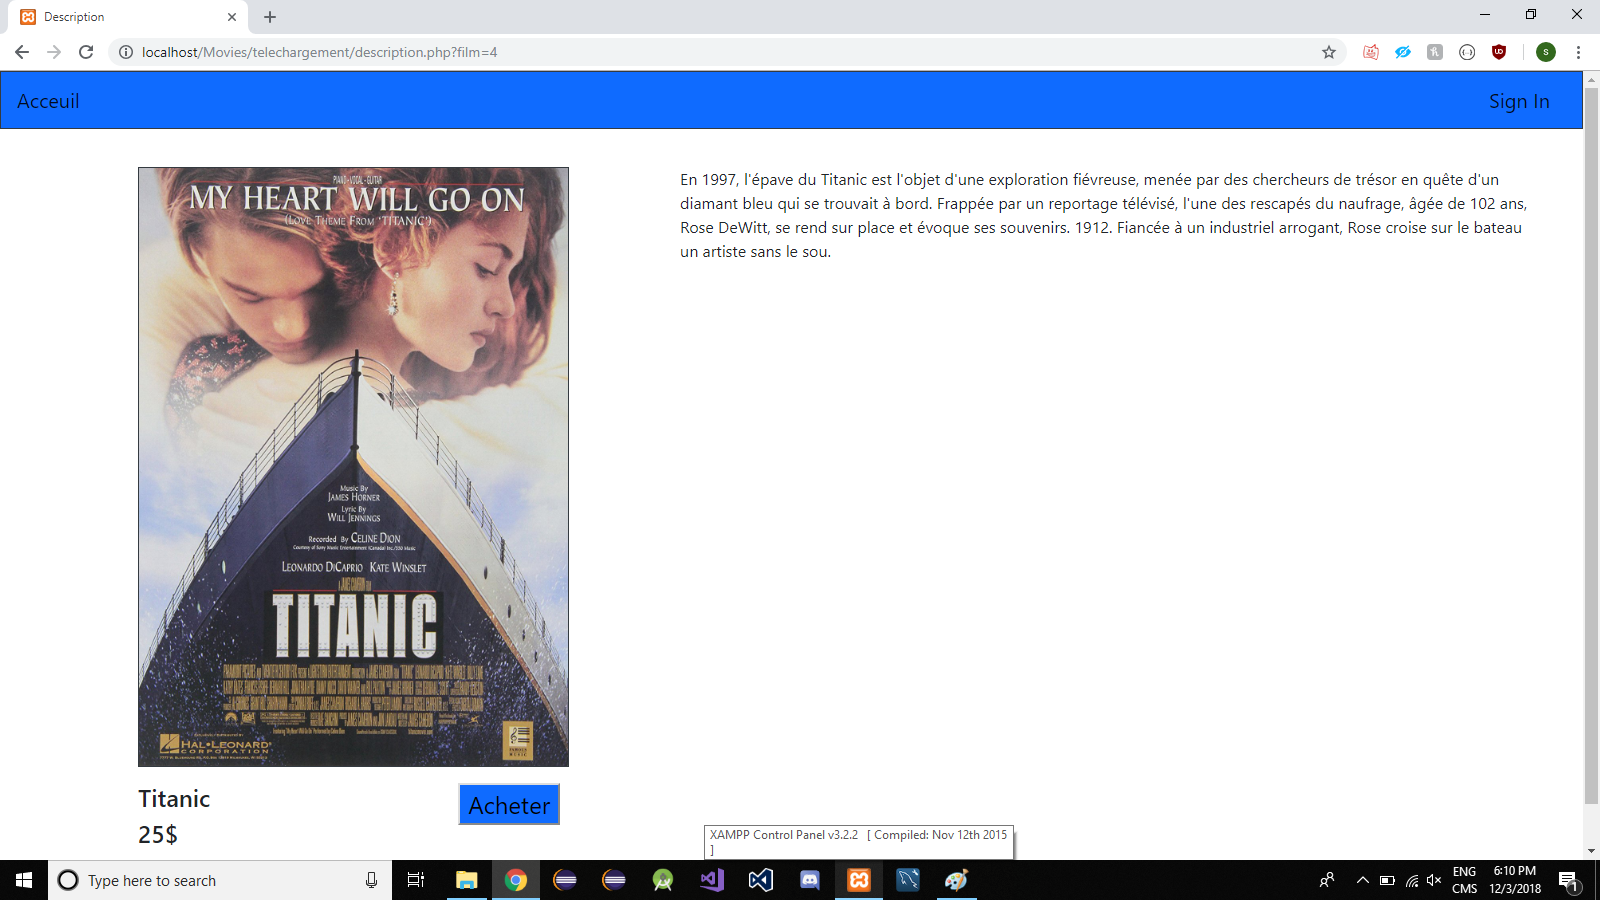 Description
localhost/Movies/telechargement/description.php?film=4
Acceuil
Sign In
PIANO • VOCAL • GUITAR
MY HEART WILL GO ON
(LOVE THEME FROM 'TITANIC')
En 1997, l'épave du Titanic est l'objet d'une exploration fiévreuse, menée par des chercheurs de trésor en quête d'un
diamant bleu qui se trouvait à bord. Frappée par un reportage télévisé, l'une des rescapés du naufrage, âgée de 102 ans,
Rose DeWitt, se rend sur place et évoque ses souvenirs. 1912. Fiancée à un industriel arrogant, Rose croise sur le bateau
un artiste sans le sou.
Music By
JAMES HORNER
Lyric By
WILL JENNINGS
Recorded By CELINE DION
LEONARDO DICAPRIO KATE WINSLET
A JAMES CAMERON FILM
TITANIC
HAL•LEONARD
CORPORATION
Titanic
25$
Acheter
XAMPP Control Panel v3.2.2 [ Compiled: Nov 12th 2015
]
Type here to search
ENG
CMS
6:10 PM
12/3/2018
1